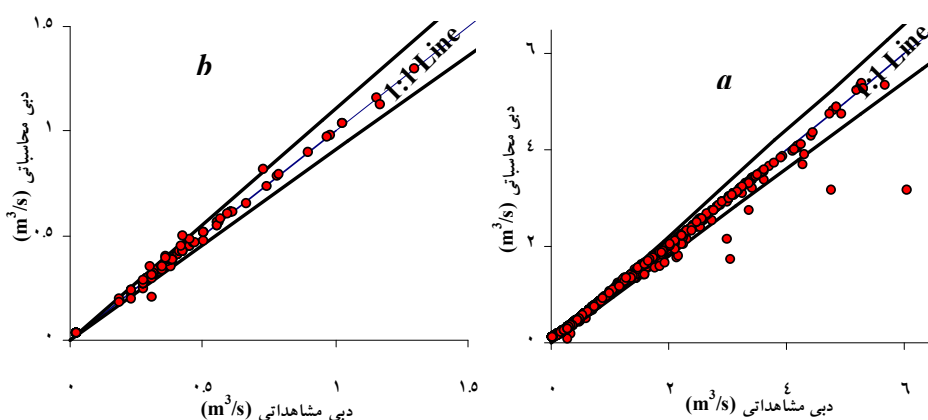 b
1:1 Line
دبی محاسباتی (m³/s)
۱.۵
۱
۰.۵
۰
۰
۰.۵
۱
۱.۵
دبی مشاهداتی (m³/s)
a
1:1 Line
دبی محاسباتی (m³/s)
۶
۴
۲
۰
۰
۲
۴
۶
دبی مشاهداتی (m³/s)